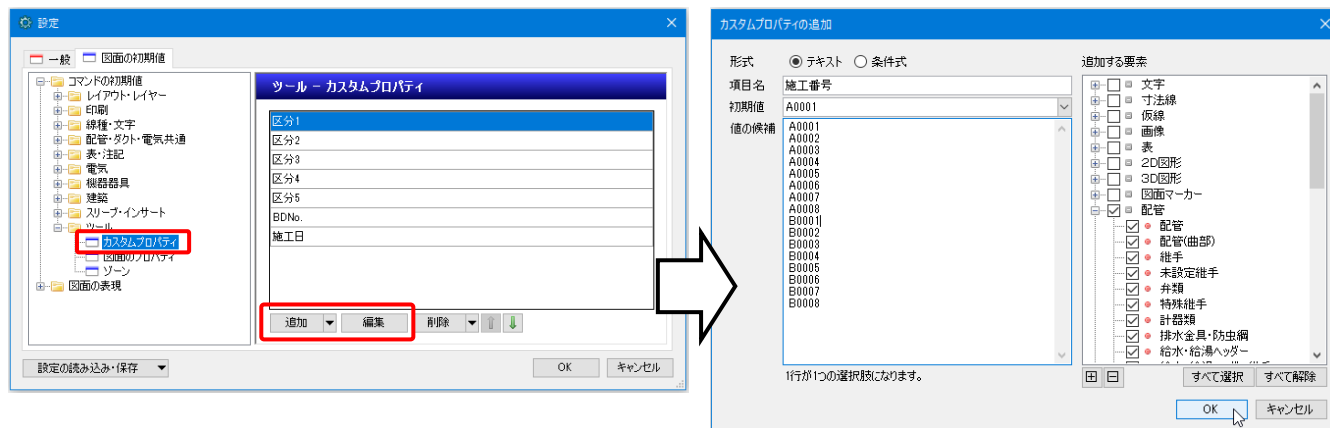 設定
一般
図面の初期値
コマンドの初期値
レイアウト・レイヤー
印刷
線種・文字
配管・ダクト・電気共通
表・注記
電気
機器器具
建築
スリーブ・インサート
ツール
カスタムプロパティ
図面のプロパティ
ゾーン
図面の表現
ツール - カスタムプロパティ
区分1
区分2
区分3
区分4
区分5
BDNo.
施工日
追加
編集
削除
設定の読み込み・保存
OK
キャンセル
カスタムプロパティの追加
形式
テキスト
条件式
項目名
施工番号
初期値
A0001
値の候補
A0001
A0002
A0003
A0004
A0005
A0006
A0007
A0008
B0001
B0002
B0003
B0004
B0005
B0006
B0007
B0008
1行が1つの選択肢になります。
追加する要素
文字
寸法線
仮線
画像
表
2D図形
3D図形
図面マーカー
配管
配管
配管(曲部)
継手
未設定継手
弁類
特殊継手
計器類
排水金具・防虫網
給水・給湯ヘッダー
すべて選択
すべて解除
OK
キャンセル